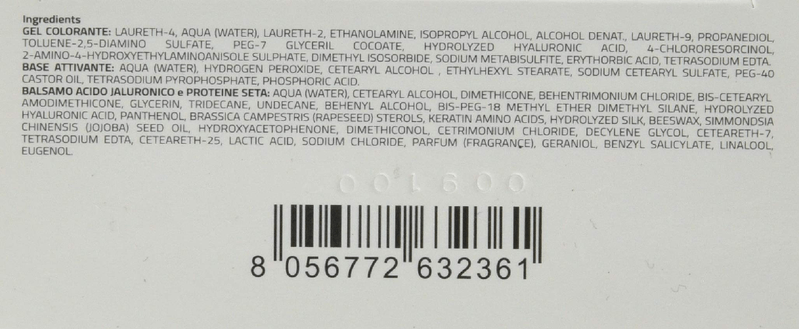 Ingredients
GEL COLORANTE: LAURETH-4, AQUA (WATER), LAURETH-2, ETHANOLAMINE, ISOPROPYL ALCOHOL, ALCOHOL DENAT., LAURETH-9, PROPANEDIOL,
TOLUENE-2,5-DIAMINO SULFATE, PEG-7 GLYCERIL COCOATE, HYDROLYZED HYALURONIC ACID, 4-CHLORORESORCINOL,
2-AMINO-4-HYDROXYETHYLAMINOANISOLE SULPHATE, DIMETHYL ISOSORBIDE, SODIUM METABISULFITE, ERYTHORBIC ACID, TETRASODIUM EDTA.
BASE ATTIVANTE: AQUA (WATER), HYDROGEN PEROXIDE, CETEARYL ALCOHOL , ETHYLHEXYL STEARATE, SODIUM CETEARYL SULFATE, PEG-40
CASTOR OIL, TETRASODIUM PYROPHOSPHATE, PHOSPHORIC ACID.
BALSAMO ACIDO JALURONICO e PROTEINE SETA: AQUA (WATER), CETEARYL ALCOHOL, DIMETHICONE, BEHENTRIMONIUM CHLORIDE, BIS-CETEARYL
AMODIMETHICONE, GLYCERIN, TRIDECANE, UNDECANE, BEHENYL ALCOHOL, BIS-PEG-18 METHYL ETHER DIMETHYL SILANE, HYDROLYZED
HYALURONIC ACID, PANTHENOL, BRASSICA CAMPESTRIS (RAPESEED) STEROLS, KERATIN AMINO ACIDS, HYDROLYZED SILK, BEESWAX, SIMMONDSIA
CHINENSIS (JOJOBA) SEED OIL, HYDROXYACETOPHENONE, DIMETHICONOL, CETRIMONIUM CHLORIDE, DECYLENE GLYCOL, CETEARETH-7,
TETRASODIUM EDTA, CETEARETH-25, LACTIC ACID, SODIUM CHLORIDE, PARFUM (FRAGRANCE), GERANIOL, BENZYL SALICYLATE, LINALOOL,
EUGENOL.
8 056772 632361